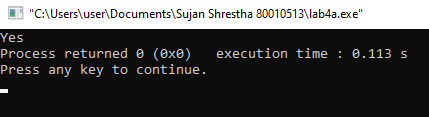 "C:\Users\user\Documents\Sujan Shrestha 80010513\lab4a.exe"
Yes
Process returned 0 (0x0)   execution time : 0.113 s
Press any key to continue.